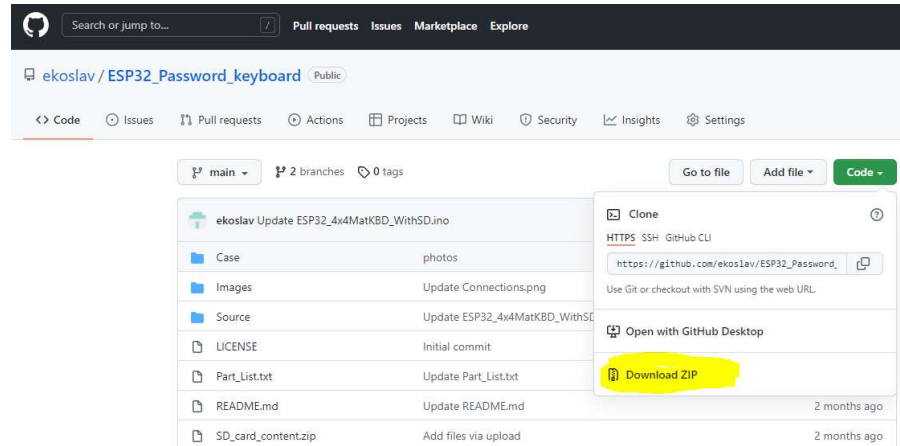 Search or jump to... / Pull requests Issues Marketplace Explore
ekoslav / ESP32_Password_keyboard Public
<> Code Issues Pull requests Actions Projects Wiki Security Insights Settings
main 2 branches 0 tags Go to file Add file Code
ekoslav Update ESP32_4x4MatKBD_WithSD.ino
Case photos
Images Update Connections.png
Source Update ESP32_4x4MatKBD_WithSD
LICENSE Initial commit
Part_List.txt Update Part_List.txt
README.md Update README.md 2 months ago
SD_card_content.zip Add files via upload 2 months ago
Clone
HTTPS SSH GitHub CLI
https://github.com/ekoslav/ESP32_Password_
Use Git or checkout with SVN using the web URL.
Open with GitHub Desktop
Download ZIP